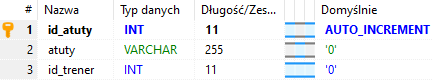 # Nazwa Typ danych Długość/Zes... Domyślnie
1 id_atuty INT 11 AUTO_INCREMENT
2 atuty VARCHAR 255 '0'
3 id_trener INT 11 '0'